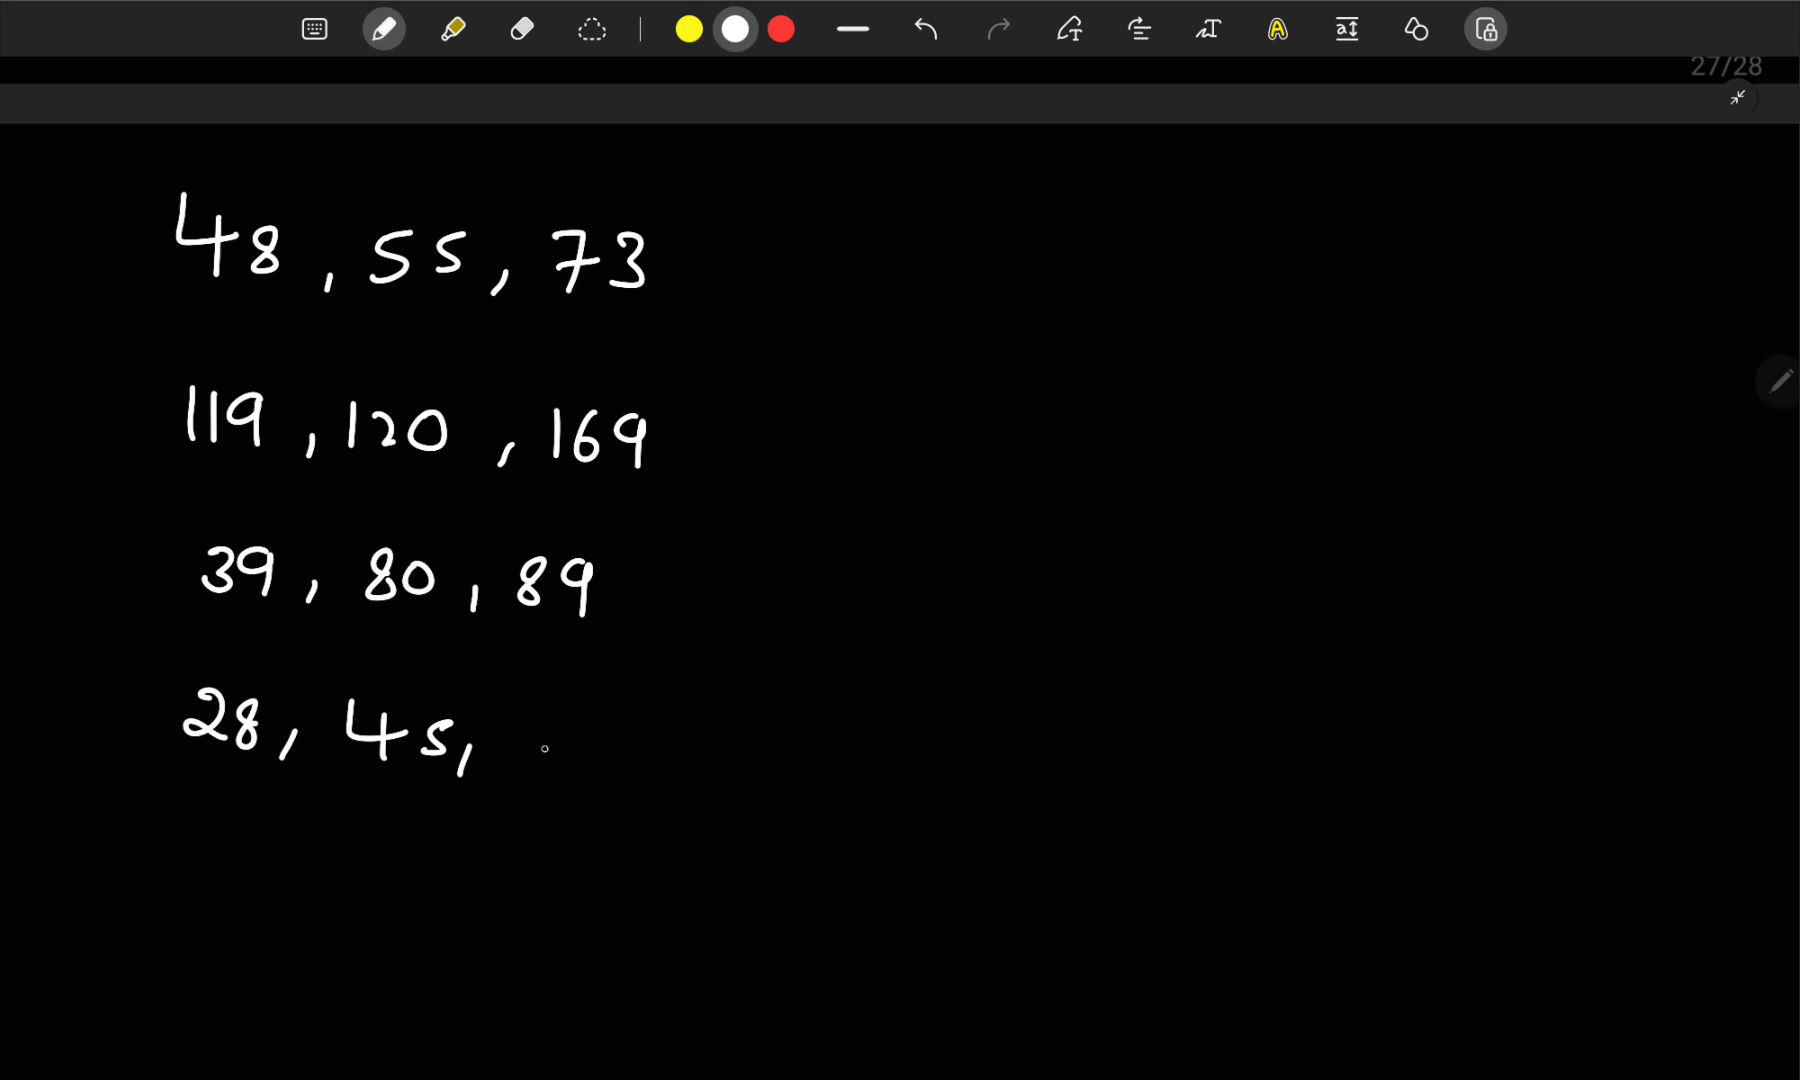 27/28
48, 55, 73
119, 120, 169
39, 80, 89
28, 45,